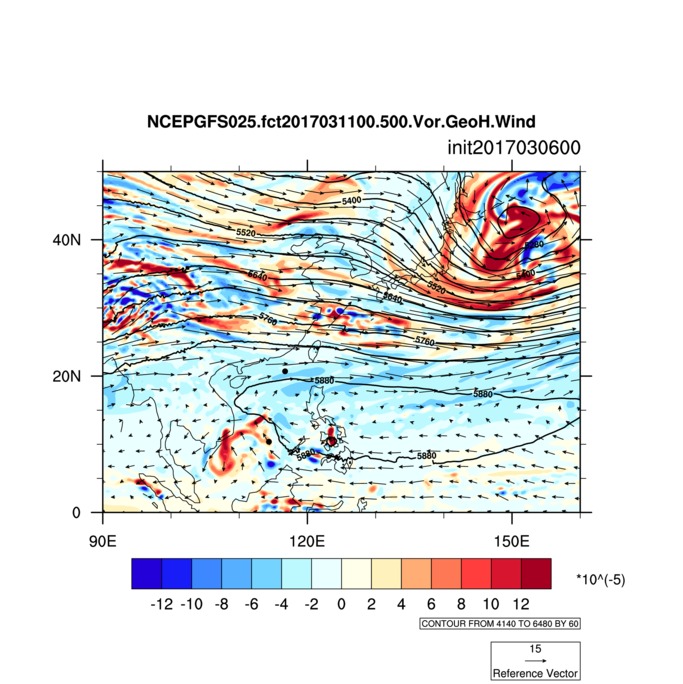 NCEPGFS025.fct2017031100.500.Vor.GeoH.Wind
init2017030600
5400
5520
5280
40N
5640
5400
5520
5640
5760
5760
20N
5880
5880
5880
5880
0
90E 120E 150E
*10^(-5)
-12 -10 -8 -6 -4 -2 0 2 4 6 8 10 12
CONTOUR FROM 4140 TO 6480 BY 60
15
Reference Vector